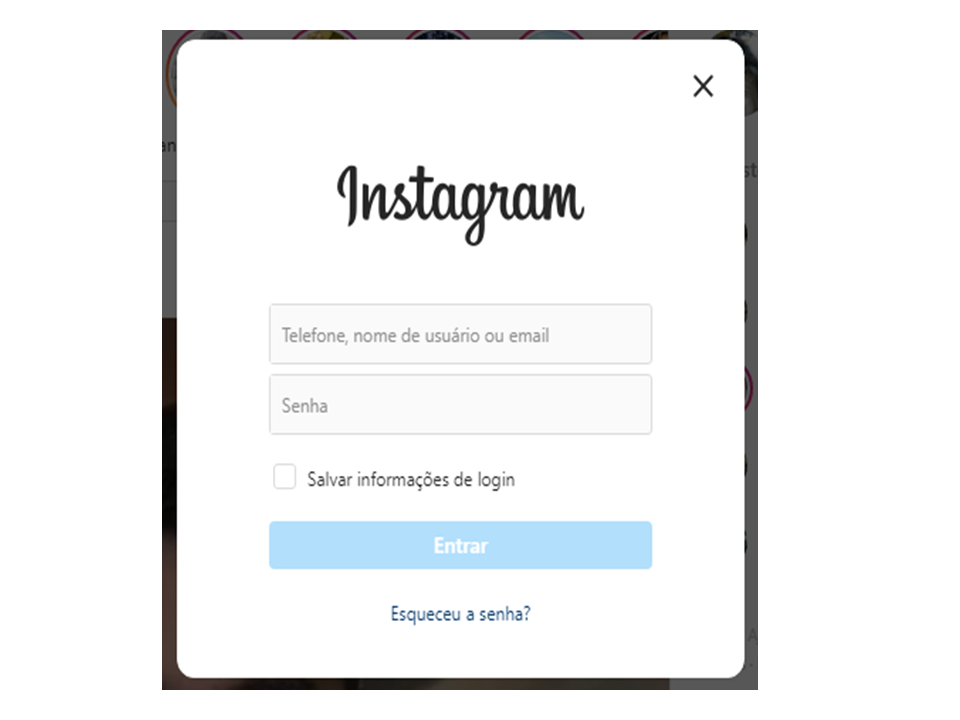 Instagram
Telefone, nome de usuário ou email
Senha
Salvar informações de login
Entrar
Esqueceu a senha?